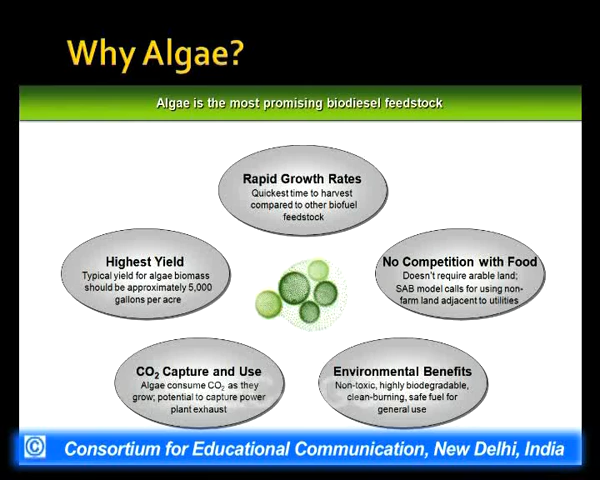 Why Algae?
Algae is the most promising biodiesel feedstock
Rapid Growth Rates
Quickest time to harvest
compared to other biofuel
feedstock
Highest Yield
Typical yield for algae biomass
should be approximately 5,000
gallons per acre
No Competition with Food
Doesn't require arable land;
SAB model calls for using non-
farm land adjacent to utilities
CO₂ Capture and Use
Algae consume CO₂ as they
grow; potential to capture power
plant exhaust
Environmental Benefits
Non-toxic, highly biodegradable,
clean-burning, safe fuel for
general use
© Consortium for Educational Communication, New Delhi, India